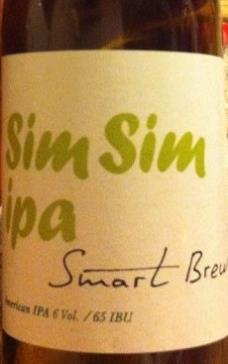 Sim Sim
ipa
Smart Brew
American IPA 6 Vol. / 65 IBU